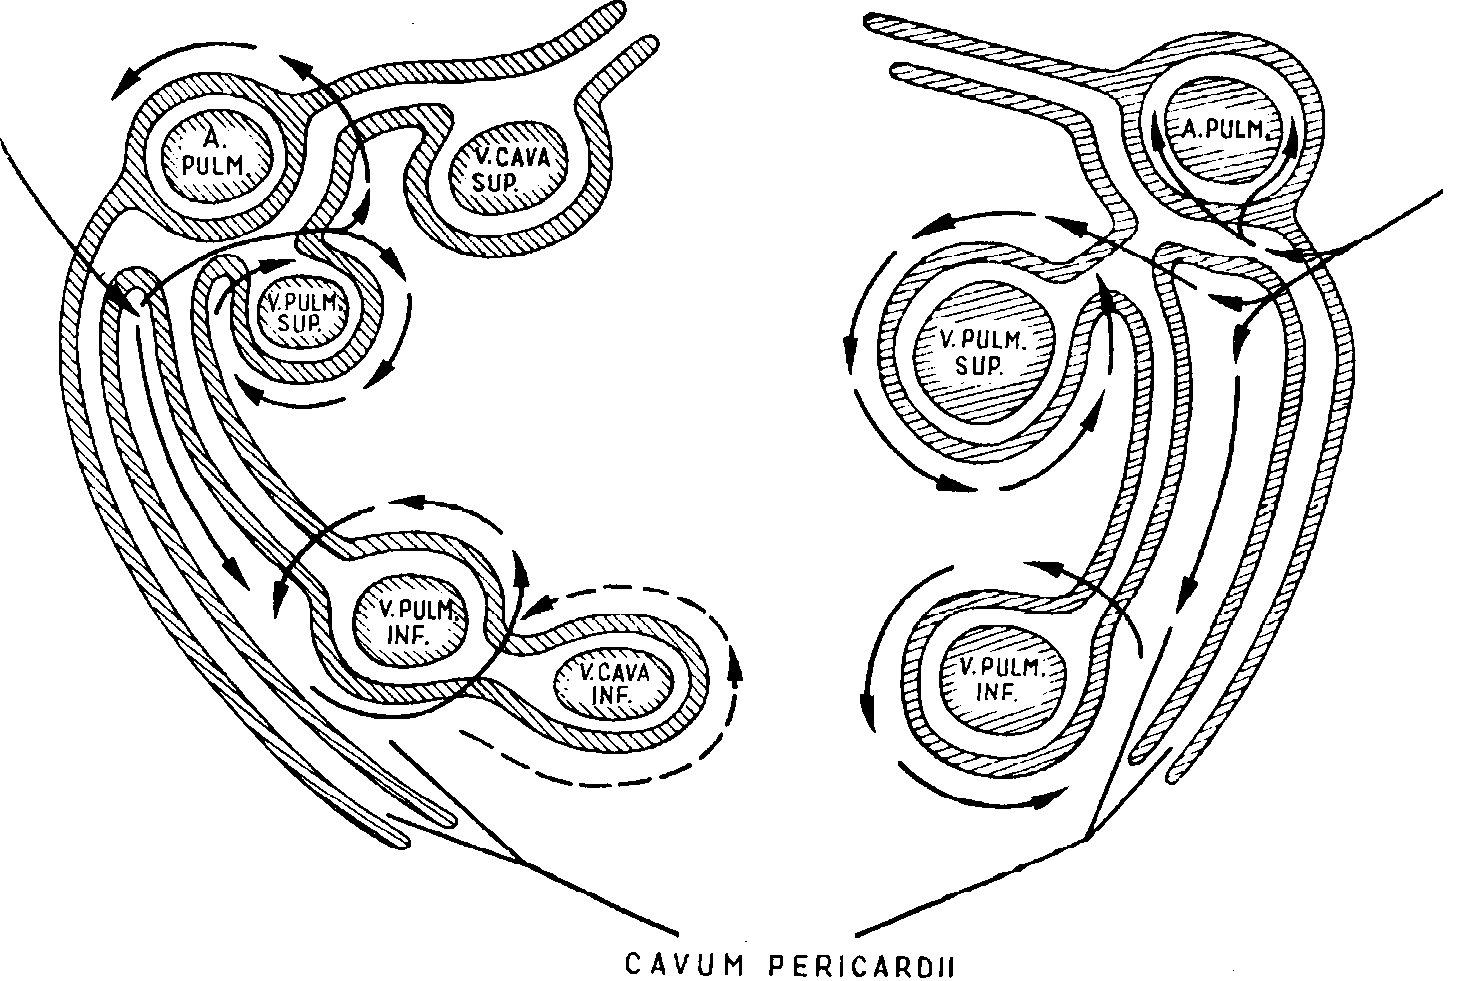 A.
PULM.
V. CAVA
SUP.
V. PULM.
SUP.
V. PULM.
INF.
V. CAVA
INF.
A. PULM.
V. PULM.
SUP.
V. PULM.
INF.
CAVUM PERICARDII